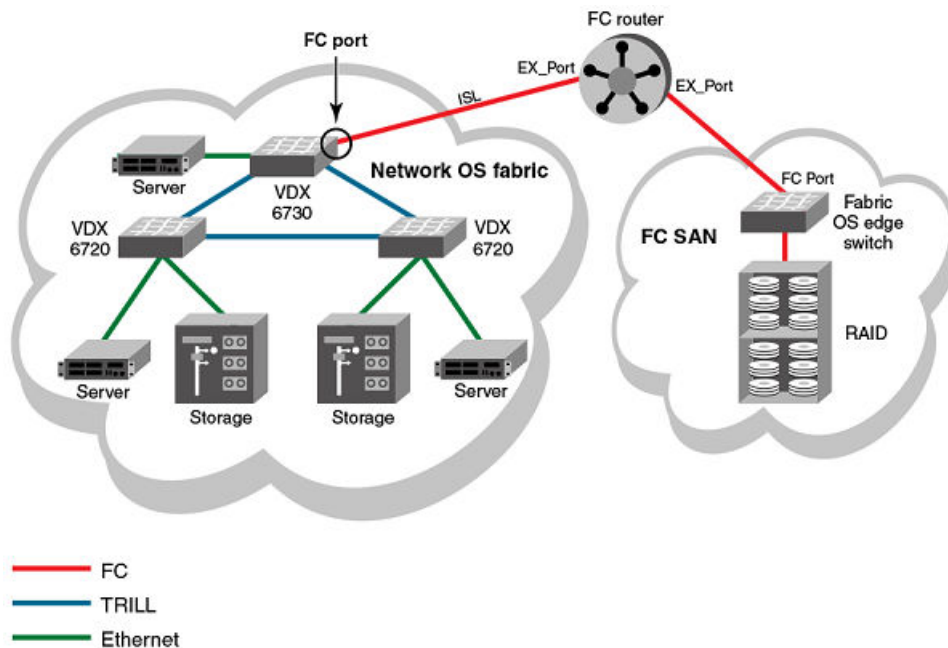 FC router
FC port
EX_Port
EX_Port
ISL
Network OS fabric
Server
VDX
6730
VDX
6720
VDX
6720
Server
Storage
Storage
Server
FC Port
Fabric
OS edge
switch
FC SAN
RAID
FC
TRILL
Ethernet